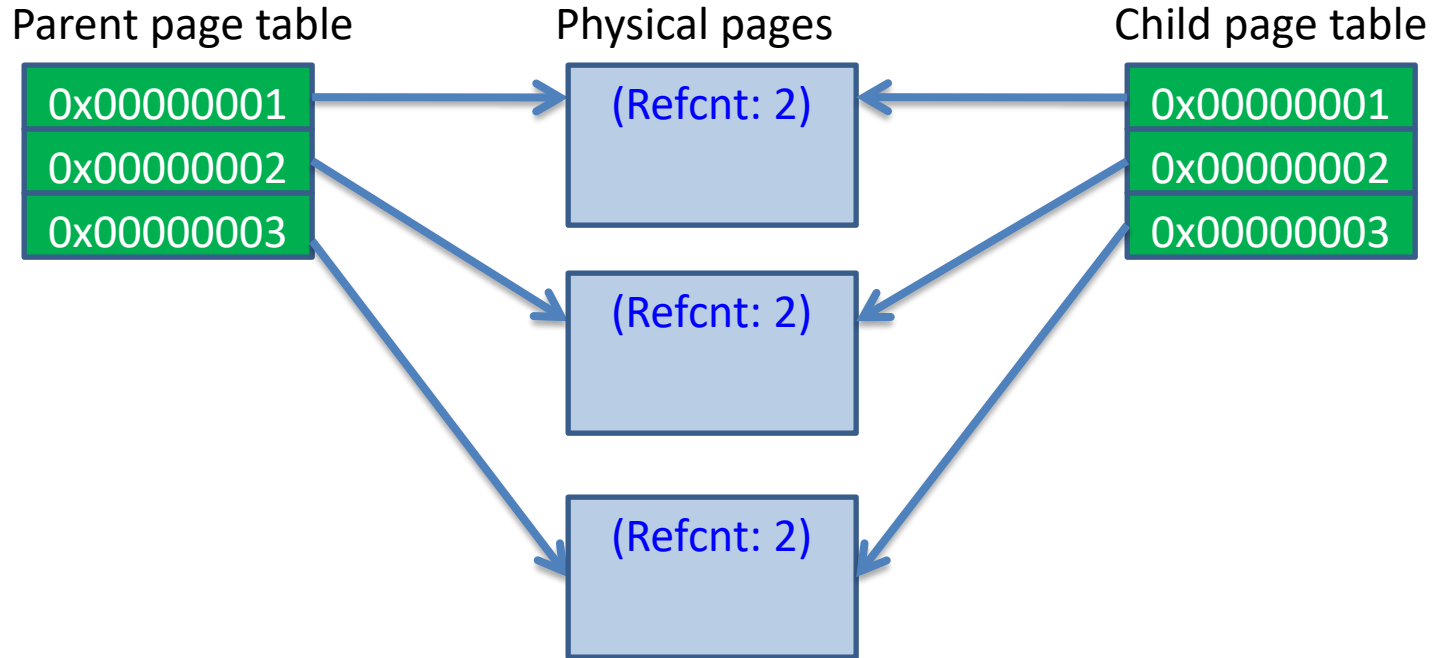 Parent page table
Physical pages
Child page table
0x00000001
0x00000002
0x00000003
(Refcnt: 2)
(Refcnt: 2)
(Refcnt: 2)
0x00000001
0x00000002
0x00000003